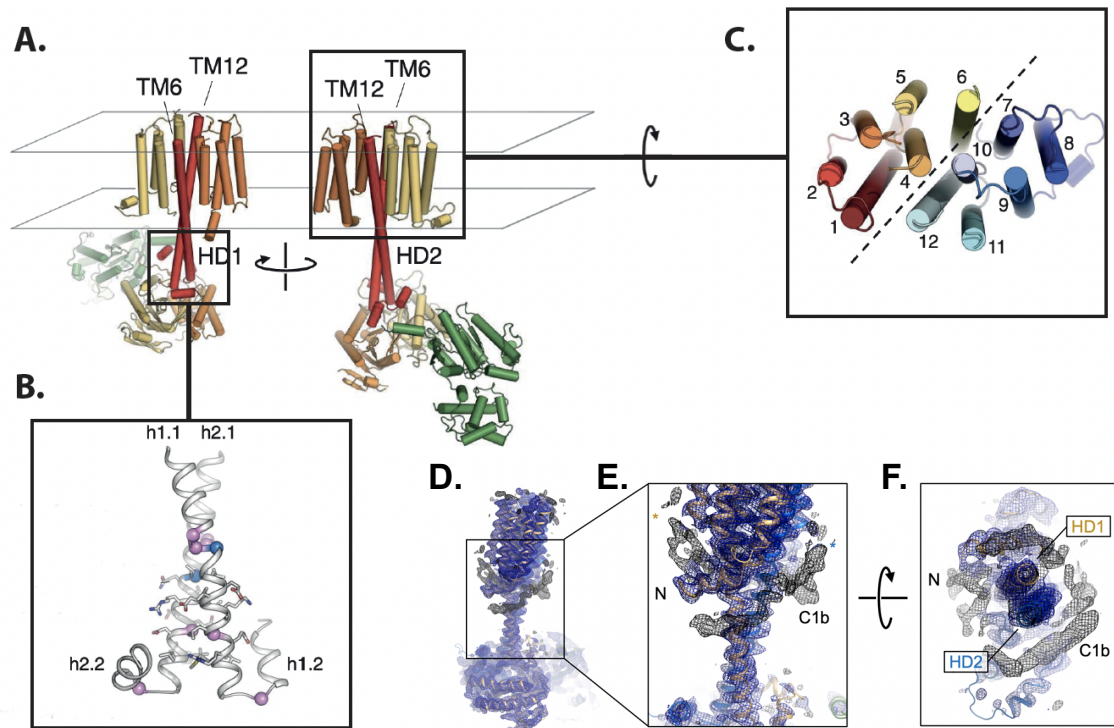 A.
TM12
TM6
TM6
TM12
HD1
HD2
C.
5
6
7
3
10
8
4
2
9
1
12
11
B.
h1.1 h2.1
h2.2
h1.2
D.
E.
*
*
N
C1b
F.
HD1
N
C1b
HD2